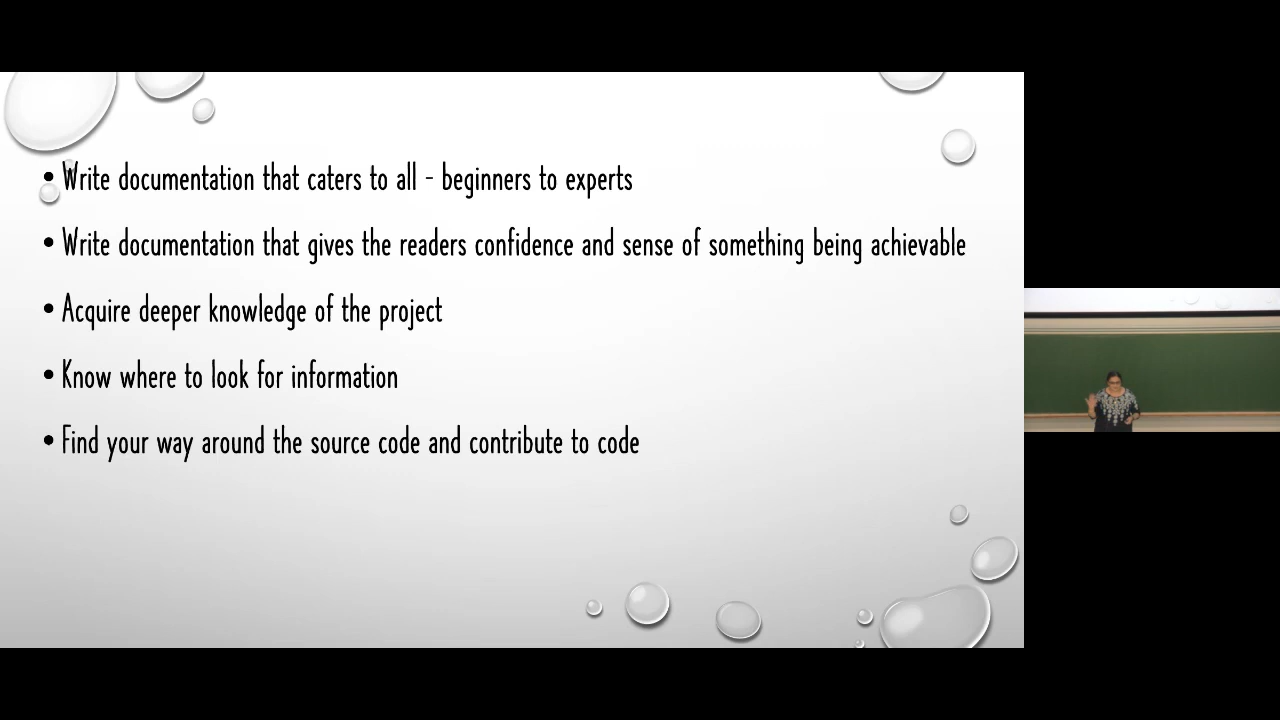 • Write documentation that caters to all - beginners to experts
• Write documentation that gives the readers confidence and sense of something being achievable
• Acquire deeper knowledge of the project
• Know where to look for information
• Find your way around the source code and contribute to code